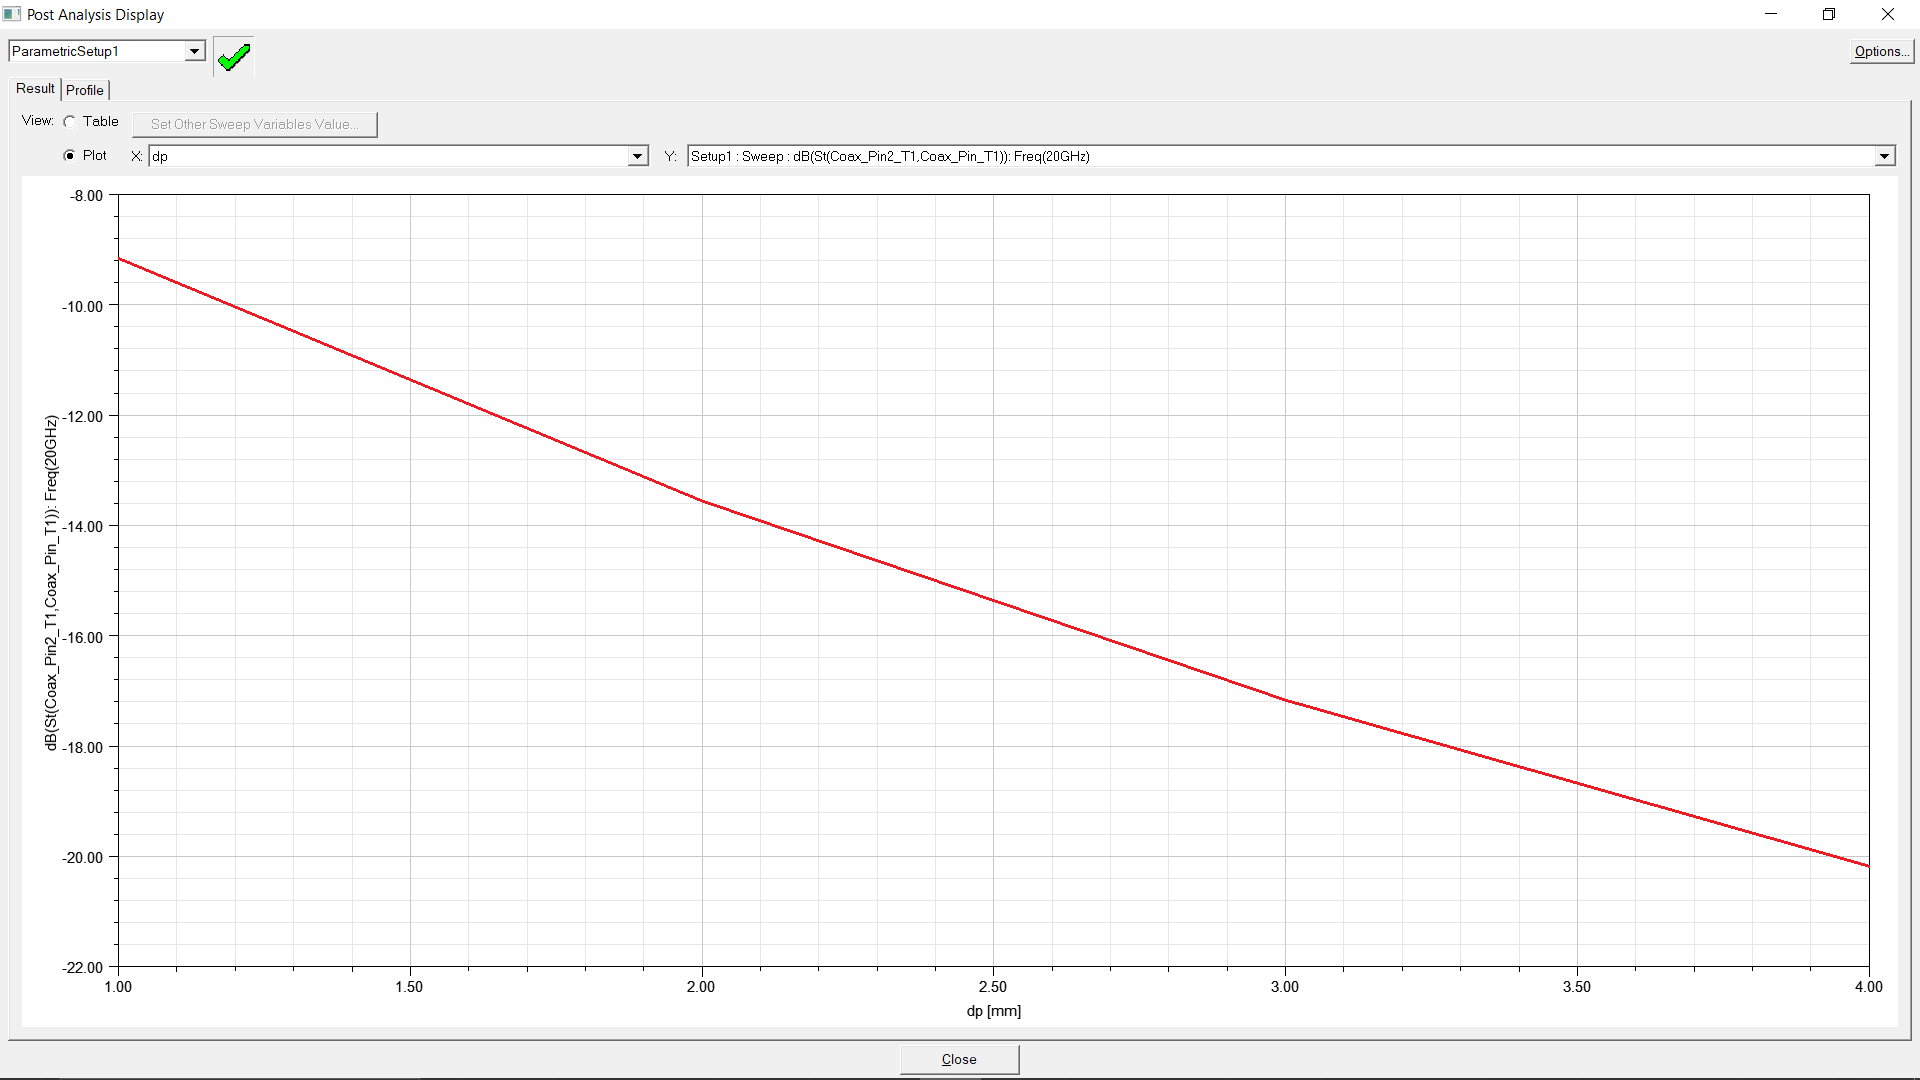 Post Analysis Display
ParametricSetup1
Options...
Result Profile
View: Table Set Other Sweep Variables Value...
Plot X: dp Y: Setup1 : Sweep : dB(St(Coax_Pin2_T1,Coax_Pin_T1)): Freq(20GHz)
-8.00
-10.00
-12.00
-14.00
-16.00
-18.00
-20.00
-22.00
dB(St(Coax_Pin2_T1,Coax_Pin_T1)): Freq(20GHz)
1.00 1.50 2.00 2.50 3.00 3.50 4.00
dp [mm]
Close